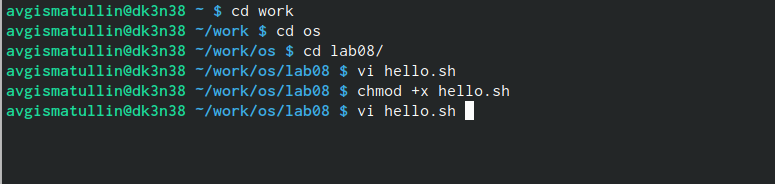 avgismatullin@dk3n38 ~ $ cd work
avgismatullin@dk3n38 ~/work $ cd os
avgismatullin@dk3n38 ~/work/os $ cd lab08/
avgismatullin@dk3n38 ~/work/os/lab08 $ vi hello.sh
avgismatullin@dk3n38 ~/work/os/lab08 $ chmod +x hello.sh
avgismatullin@dk3n38 ~/work/os/lab08 $ vi hello.sh